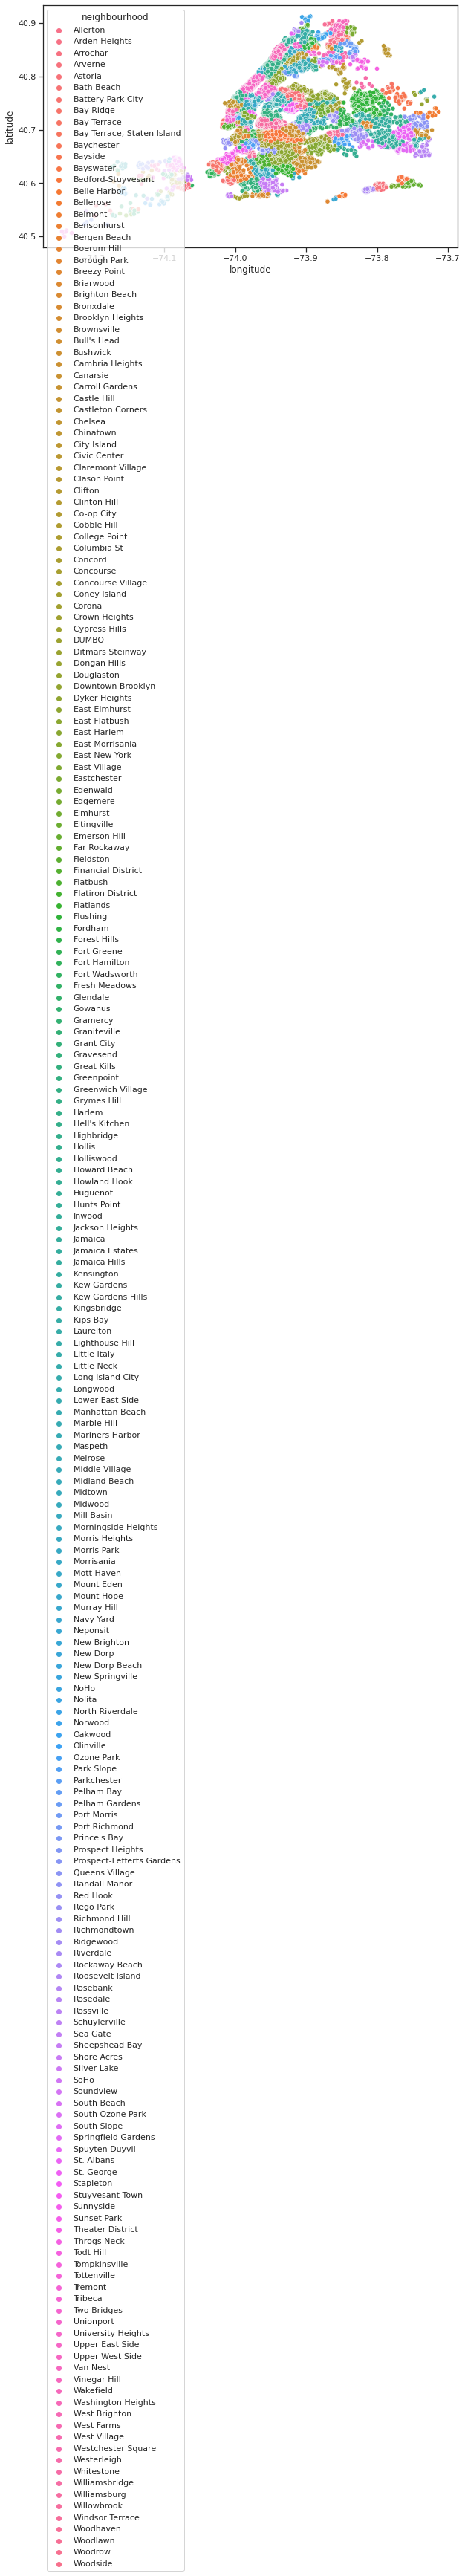 neighbourhood
Allerton
Arden Heights
Arrochar
Arverne
Astoria
Bath Beach
Battery Park City
Bay Ridge
Bay Terrace
Bay Terrace, Staten Island
Baychester
Bayside
Bayswater
Bedford-Stuyvesant
Belle Harbor
Bellerose
Belmont
Bensonhurst
Bergen Beach
Boerum Hill
Borough Park
Breezy Point
Briarwood
Brighton Beach
Bronxdale
Brooklyn Heights
Brownsville
Bull's Head
Bushwick
Cambria Heights
Canarsie
Carroll Gardens
Castle Hill
Castleton Corners
Chelsea
Chinatown
City Island
Civic Center
Claremont Village
Clason Point
Clifton
Clinton Hill
Co-op City
Cobble Hill
College Point
Columbia St
Concord
Concourse
Concourse Village
Coney Island
Corona
Crown Heights
Cypress Hills
DUMBO
Ditmars Steinway
Dongan Hills
Douglaston
Downtown Brooklyn
Dyker Heights
East Elmhurst
East Flatbush
East Harlem
East Morrisania
East New York
East Village
Eastchester
Edenwald
Edgemere
Elmhurst
Eltingville
Emerson Hill
Far Rockaway
Fieldston
Financial District
Flatbush
Flatiron District
Flatlands
Flushing
Fordham
Forest Hills
Fort Greene
Fort Hamilton
Fort Wadsworth
Fresh Meadows
Glendale
Gowanus
Gramercy
Graniteville
Grant City
Gravesend
Great Kills
Greenpoint
Greenwich Village
Grymes Hill
Harlem
Hell's Kitchen
Highbridge
Hollis
Holliswood
Howard Beach
Howland Hook
Huguenot
Hunts Point
Inwood
Jackson Heights
Jamaica
Jamaica Estates
Jamaica Hills
Kensington
Kew Gardens
Kew Gardens Hills
Kingsbridge
Kips Bay
Laurelton
Lighthouse Hill
Little Italy
Little Neck
Long Island City
Longwood
Lower East Side
Manhattan Beach
Marble Hill
Mariners Harbor
Maspeth
Melrose
Middle Village
Midland Beach
Midtown
Midwood
Mill Basin
Morningside Heights
Morris Heights
Morris Park
Morrisania
Mott Haven
Mount Eden
Mount Hope
Murray Hill
Navy Yard
Neponsit
New Brighton
New Dorp
New Dorp Beach
New Springville
NoHo
Nolita
North Riverdale
Norwood
Oakwood
Olinville
Ozone Park
Park Slope
Parkchester
Pelham Bay
Pelham Gardens
Port Morris
Port Richmond
Prince's Bay
Prospect Heights
Prospect-Lefferts Gardens
Queens Village
Randall Manor
Red Hook
Rego Park
Richmond Hill
Richmondtown
Ridgewood
Riverdale
Rockaway Beach
Roosevelt Island
Rosebank
Rosedale
Rossville
Schuylerville
Sea Gate
Sheepshead Bay
Shore Acres
Silver Lake
SoHo
Soundview
South Beach
South Ozone Park
South Slope
Springfield Gardens
Spuyten Duyvil
St. Albans
St. George
Stapleton
Stuyvesant Town
Sunnyside
Sunset Park
Theater District
Throgs Neck
Todt Hill
Tompkinsville
Tottenville
Tremont
Tribeca
Two Bridges
Unionport
University Heights
Upper East Side
Upper West Side
Van Nest
Vinegar Hill
Wakefield
Washington Heights
West Brighton
West Farms
West Village
Westchester Square
Westerleigh
Whitestone
Williamsbridge
Williamsburg
Willowbrook
Windsor Terrace
Woodhaven
Woodlawn
Woodrow
Woodside
40.9
40.8
40.7
40.6
40.5
latitude
−74.1
−74.0
−73.9
−73.8
−73.7
longitude